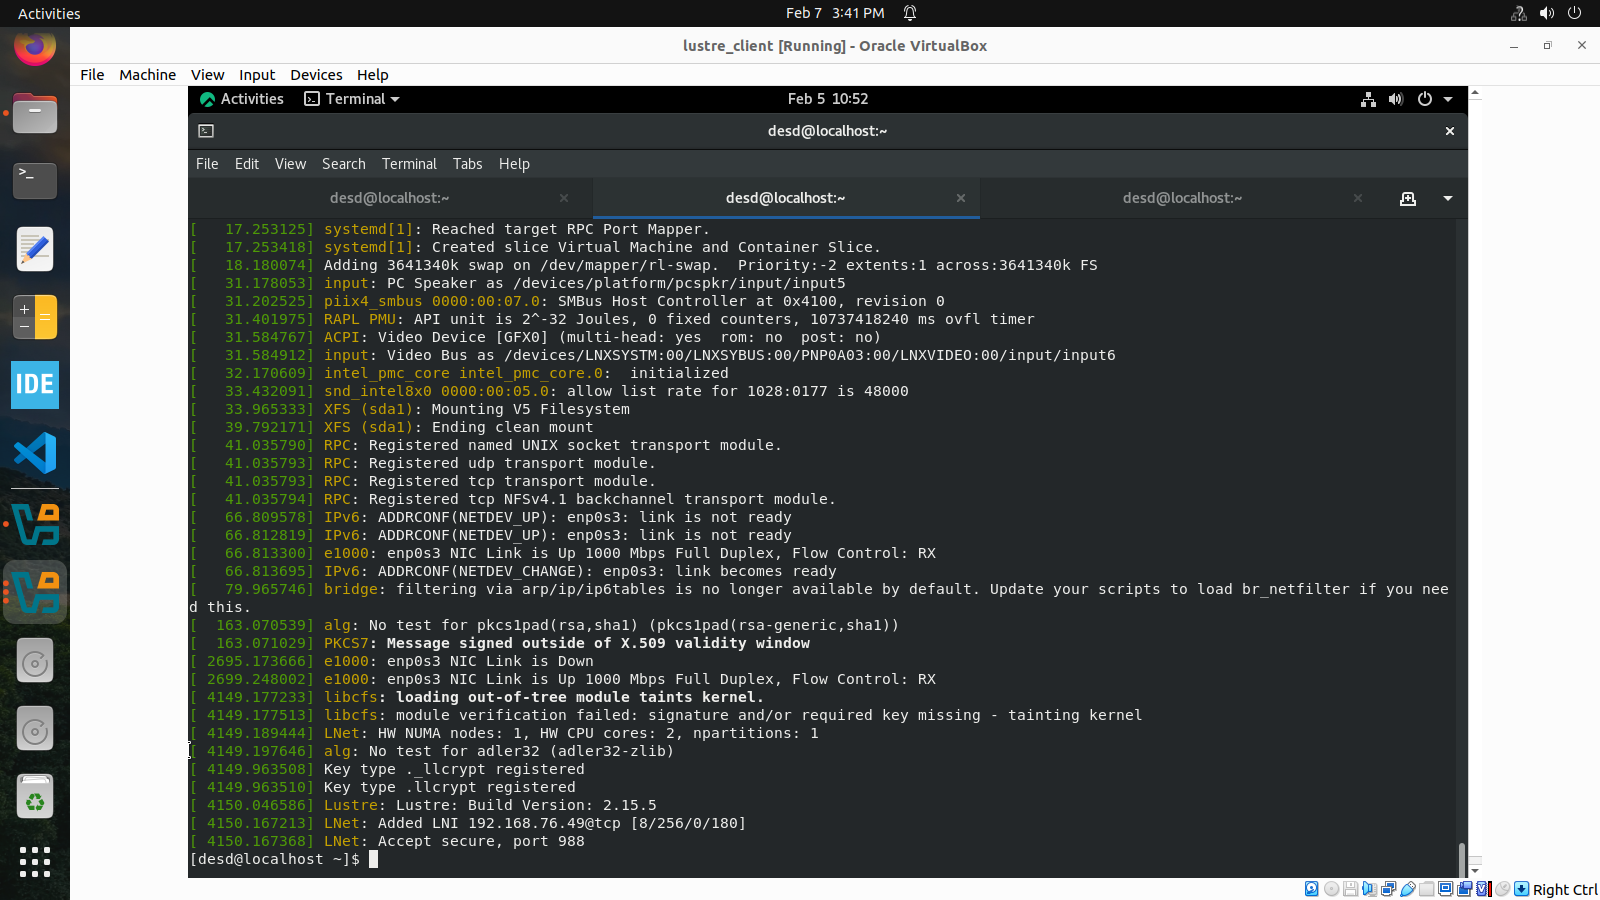 Activities
Feb 7  3:41 PM
lustre_client [Running] - Oracle VirtualBox
File Machine View Input Devices Help
Activities Terminal Feb 5 10:52
desd@localhost:~
File Edit View Search Terminal Tabs Help
desd@localhost:~ desd@localhost:~ desd@localhost:~
[   17.253125] systemd[1]: Reached target RPC Port Mapper.
[   17.253418] systemd[1]: Created slice Virtual Machine and Container Slice.
[   18.180074] Adding 3641340k swap on /dev/mapper/rl-swap.  Priority:-2 extents:1 across:3641340k FS
[   31.178053] input: PC Speaker as /devices/platform/pcspkr/input/input5
[   31.202525] piix4_smbus 0000:00:07.0: SMBus Host Controller at 0x4100, revision 0
[   31.401975] RAPL PMU: API unit is 2^-32 Joules, 0 fixed counters, 10737418240 ms ovfl timer
[   31.584767] ACPI: Video Device [GFX0] (multi-head: yes  rom: no  post: no)
[   31.584912] input: Video Bus as /devices/LNXSYSTM:00/LNXSYBUS:00/PNP0A03:00/LNXVIDEO:00/input/input6
[   32.170609] intel_pmc_core intel_pmc_core.0:  initialized
[   33.432091] snd_intel8x0 0000:00:05.0: allow list rate for 1028:0177 is 48000
[   33.965333] XFS (sda1): Mounting V5 Filesystem
[   39.792171] XFS (sda1): Ending clean mount
[   41.035790] RPC: Registered named UNIX socket transport module.
[   41.035793] RPC: Registered udp transport module.
[   41.035793] RPC: Registered tcp transport module.
[   41.035794] RPC: Registered tcp NFSv4.1 backchannel transport module.
[   66.809578] IPv6: ADDRCONF(NETDEV_UP): enp0s3: link is not ready
[   66.812819] IPv6: ADDRCONF(NETDEV_UP): enp0s3: link is not ready
[   66.813300] e1000: enp0s3 NIC Link is Up 1000 Mbps Full Duplex, Flow Control: RX
[   66.813695] IPv6: ADDRCONF(NETDEV_CHANGE): enp0s3: link becomes ready
[   79.965746] bridge: filtering via arp/ip/ip6tables is no longer available by default. Update your scripts to load br_netfilter if you nee
d this.
[  163.070539] alg: No test for pkcs1pad(rsa,sha1) (pkcs1pad(rsa-generic,sha1))
[  163.071029] PKCS7: Message signed outside of X.509 validity window
[ 2695.173666] e1000: enp0s3 NIC Link is Down
[ 2699.248002] e1000: enp0s3 NIC Link is Up 1000 Mbps Full Duplex, Flow Control: RX
[ 4149.177233] libcfs: loading out-of-tree module taints kernel.
[ 4149.177513] libcfs: module verification failed: signature and/or required key missing - tainting kernel
[ 4149.189444] LNet: HW NUMA nodes: 1, HW CPU cores: 2, npartitions: 1
[ 4149.197646] alg: No test for adler32 (adler32-zlib)
[ 4149.963508] Key type ._llcrypt registered
[ 4149.963510] Key type .llcrypt registered
[ 4150.046586] Lustre: Lustre: Build Version: 2.15.5
[ 4150.167213] LNet: Added LNI 192.168.76.49@tcp [8/256/0/180]
[ 4150.167368] LNet: Accept secure, port 988
[desd@localhost ~]$
IDE
Right Ctrl